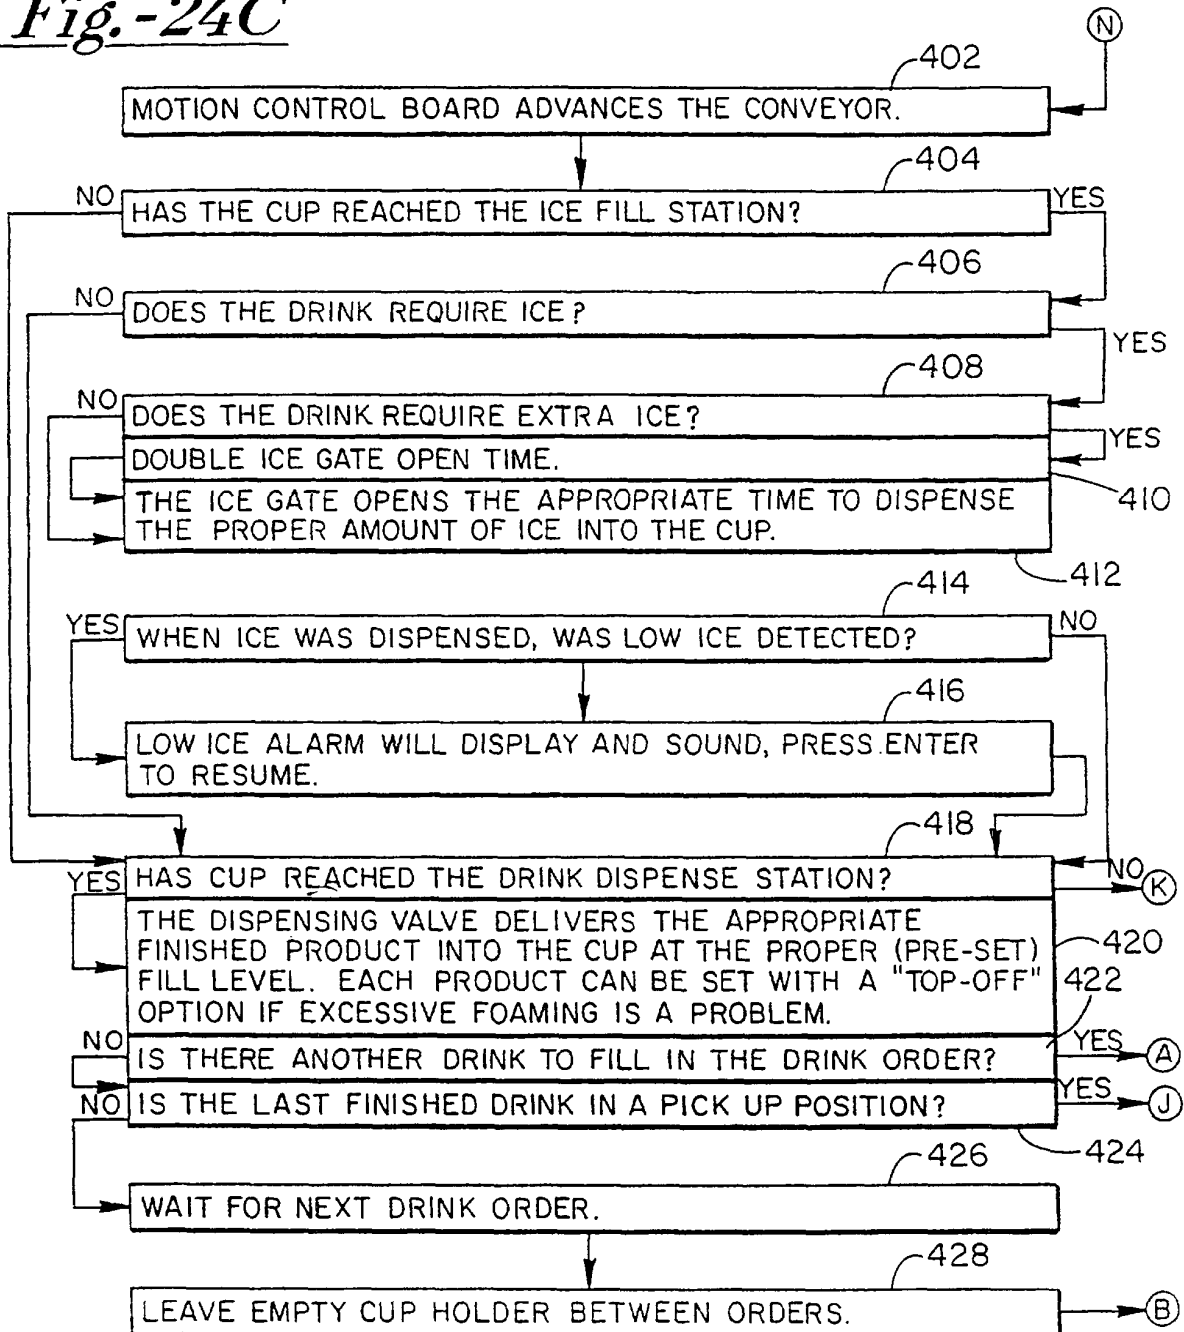 Fig.-24C
N
402
MOTION CONTROL BOARD ADVANCES THE CONVEYOR.
404
NO
HAS THE CUP REACHED THE ICE FILL STATION?
YES
406
NO
DOES THE DRINK REQUIRE ICE?
YES
408
NO
DOES THE DRINK REQUIRE EXTRA ICE?
YES
DOUBLE ICE GATE OPEN TIME.
410
THE ICE GATE OPENS THE APPROPRIATE TIME TO DISPENSE
THE PROPER AMOUNT OF ICE INTO THE CUP.
412
414
YES
WHEN ICE WAS DISPENSED, WAS LOW ICE DETECTED?
NO
416
LOW ICE ALARM WILL DISPLAY AND SOUND, PRESS ENTER
TO RESUME.
418
YES
HAS CUP REACHED THE DRINK DISPENSE STATION?
NO
K
THE DISPENSING VALVE DELIVERS THE APPROPRIATE
FINISHED PRODUCT INTO THE CUP AT THE PROPER (PRE-SET)
FILL LEVEL. EACH PRODUCT CAN BE SET WITH A "TOP-OFF"
OPTION IF EXCESSIVE FOAMING IS A PROBLEM.
420
422
NO
IS THERE ANOTHER DRINK TO FILL IN THE DRINK ORDER?
YES
A
NO
IS THE LAST FINISHED DRINK IN A PICK UP POSITION?
YES
J
424
426
WAIT FOR NEXT DRINK ORDER.
428
LEAVE EMPTY CUP HOLDER BETWEEN ORDERS.
B